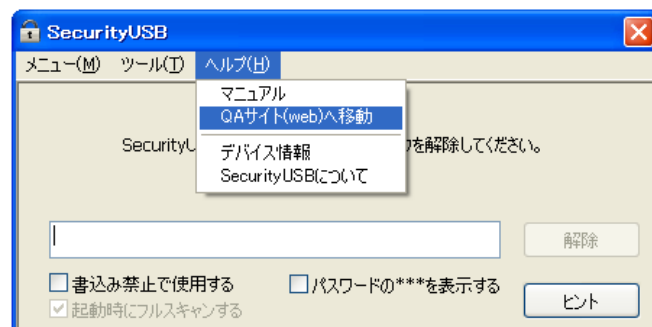 SecurityUSB
メニュー(M) ツール(T) ヘルプ(H)
マニュアル
QAサイト(web)へ移動
デバイス情報
SecurityUSBについて
SecurityU を解除してください。
解除
書込み禁止で使用する パスワードの***を表示する
起動時にフルスキャンする
ヒント